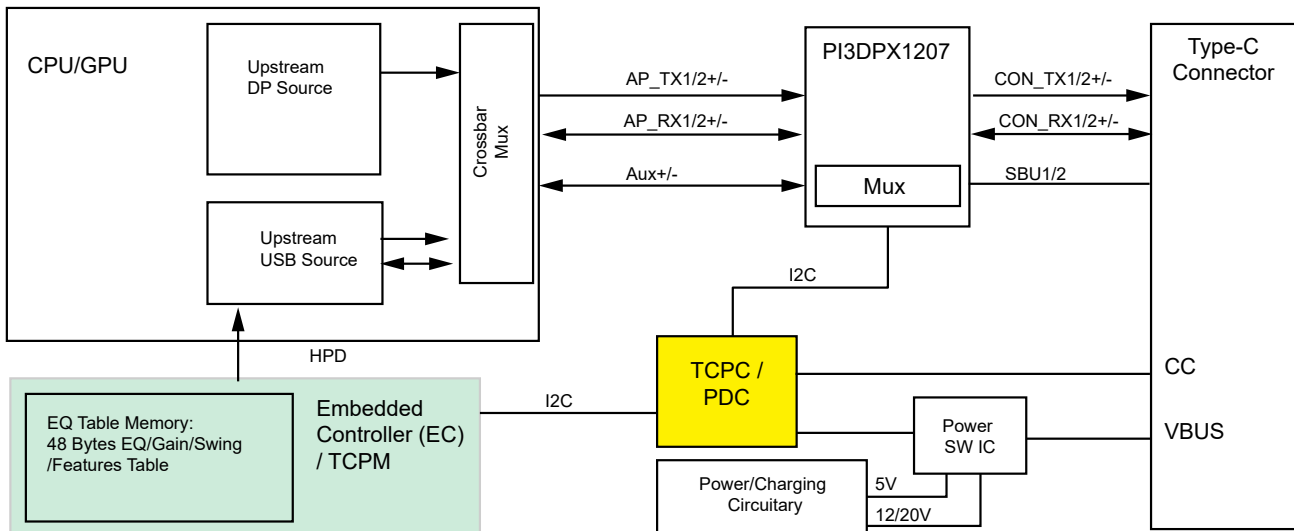 CPU/GPU
Upstream
DP Source
Crossbar
Mux
AP_TX1/2+/-
AP_RX1/2+/-
Aux+/-
PI3DPX1207
Mux
CON_TX1/2+/-
CON_RX1/2+/-
SBU1/2
Type-C
Connector
Upstream
USB Source
I2C
HPD
TCPC /
PDC
CC
EQ Table Memory:
48 Bytes EQ/Gain/Swing
/Features Table
Embedded
Controller (EC)
/ TCPM
I2C
Power
SW IC
VBUS
Power/Charging
Circuitary
5V
12/20V